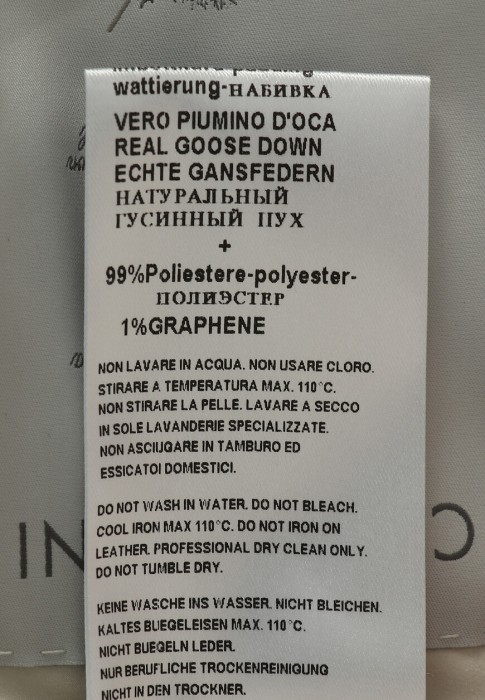 wattierung-НАБИВКА
VERO PIUMINO D'OCA
REAL GOOSE DOWN
ECHTE GANSFEDERN
НАТУРАЛЬНЫЙ
ГУСИННЫЙ ПУХ
+
99%Poliestere-polyester-
ПОЛИЭСТЕР
1%GRAPHENE
NON LAVARE IN ACQUA. NON USARE CLORO.
STIRARE A TEMPERATURA MAX. 110°C.
NON STIRARE LA PELLE. LAVARE A SECCO
IN SOLE LAVANDERIE SPECIALIZZATE.
NON ASCIUGARE IN TAMBURO ED
ESSICATOI DOMESTICI.
DO NOT WASH IN WATER. DO NOT BLEACH.
COOL IRON MAX 110°C. DO NOT IRON ON
LEATHER. PROFESSIONAL DRY CLEAN ONLY.
DO NOT TUMBLE DRY.
KEINE WASCHE INS WASSER. NICHT BLEICHEN.
KALTES BUEGELEISEN MAX. 110°C.
NICHT BUEGELN LEDER.
NUR BERUFLICHE TROCKENREINIGUNG
NICHT IN DEN TROCKNER.